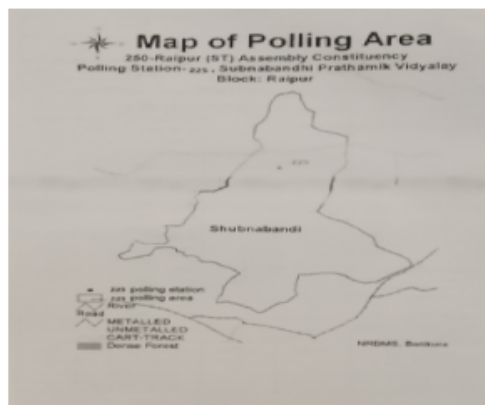 Map of Polling Area
250-Raipur (ST) Assembly Constituency
Polling Station- 225, Subnabandhi Prathamik Vidyalay
Block: Raipur
225
Shubnabandi
225 polling station
225 polling area
River
Road
METALLED
UNMETALLED
CART-TRACK
Dense Forest
NRDMS, Bankura